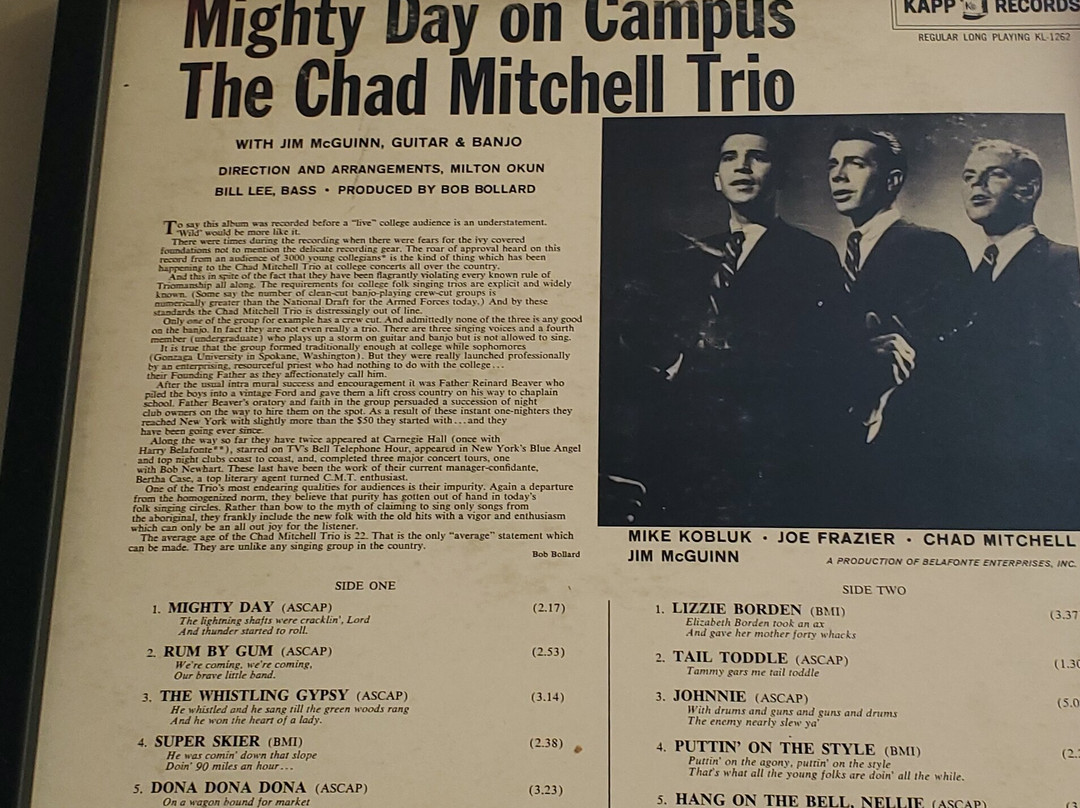 Mighty Day on Campus
The Chad Mitchell Trio
KAPP RECORDS
REGULAR LONG PLAYING KL-1262
WITH JIM McGUINN, GUITAR & BANJO
DIRECTION AND ARRANGEMENTS, MILTON OKUN
BILL LEE, BASS • PRODUCED BY BOB BOLLARD
To say this album was recorded before a "live" college audience is an understatement.
"Wild" would be more like it.
There were times during the recording when there were fears for the ivy covered
foundations not to mention the delicate recording gear. The roar of approval heard on this
record from an audience of 3000 young collegians* is the kind of thing which has been
happening to the Chad Mitchell Trio at college concerts all over the country.
And this in spite of the fact that they have been flagrantly violating every known rule of
Triomanship all along. The requirements for college folk singing trios are explicit and widely
known. (Some say the number of clean-cut banjo-playing crew-cut groups is
numerically greater than the National Draft for the Armed Forces today.) And by these
standards the Chad Mitchell Trio is distressingly out of line.
Only one of the group for example has a crew cut. And admittedly none of the three is any good
on the banjo. In fact they are not even really a trio. There are three singing voices and a fourth
member (undergraduate) who plays up a storm on guitar and banjo but is not allowed to sing.
It is true that the group formed traditionally enough at college while sophomores
(Gonzaga University in Spokane, Washington). But they were really launched professionally
by an enterprising, resourceful priest who had nothing to do with the college...
their Founding Father as they affectionately call him.
After the usual intra mural success and encouragement it was Father Reinard Beaver who
piled the boys into a vintage Ford and gave them a lift cross country on his way to chaplain
school. Father Beaver's oratory and faith in the group persuaded a succession of night
club owners on the way to hire them on the spot. As a result of these instant one-nighters they
reached New York with slightly more than the $50 they started with...and they
have been going ever since.
Along the way so far they have twice appeared at Carnegie Hall (once with
Harry Belafonte**), starred on TV's Bell Telephone Hour, appeared in New York's Blue Angel
and top night clubs coast to coast, and, completed three major concert tours, one
with Bob Newhart. These last have been the work of their current manager-confidante,
Bertha Case, a top literary agent turned C.M.T. enthusiast.
One of the Trio's most endearing qualities for audiences is their impurity. Again a departure
from the homogenized norm, they believe that purity has gotten out of hand in today's
folk singing circles. Rather than bow to the myth of claiming to sing only songs from
the aboriginal, they frankly include the new folk with the old hits with a vigor and enthusiasm
which can only be an all out joy for the listener.
The average age of the Chad Mitchell Trio is 22. That is the only "average" statement which
can be made. They are unlike any singing group in the country.
Bob Bollard
MIKE KOBLUK • JOE FRAZIER • CHAD MITCHELL
JIM McGUINN
A PRODUCTION OF BELAFONTE ENTERPRISES, INC.
SIDE ONE
1. MIGHTY DAY (ASCAP) (2.17)
The lightning shafts were cracklin', Lord
And thunder started to roll.
2. RUM BY GUM (ASCAP) (2.53)
We're coming, we're coming,
Our brave little band.
3. THE WHISTLING GYPSY (ASCAP) (3.14)
He whistled and he sang till the green woods rang
And he won the heart of a lady.
4. SUPER SKIER (BMI) (2.38)
He was comin' down that slope
Doin' 90 miles an hour...
5. DONA DONA DONA (ASCAP) (3.23)
On a wagon bound for market
SIDE TWO
1. LIZZIE BORDEN (BMI) (3.37
Elizabeth Borden took an ax
And gave her mother forty whacks
2. TAIL TODDLE (ASCAP) (1.30
Tammy gars me tail toddle
3. JOHNNIE (ASCAP) (5.0
With drums and guns and guns and drums
The enemy nearly slew ya'
4. PUTTIN' ON THE STYLE (BMI) (2.
Puttin' on the agony, puttin' on the style
That's what all the young folks are doin' all the while.
5. HANG ON THE BELL, NELLIE (ASCAP)